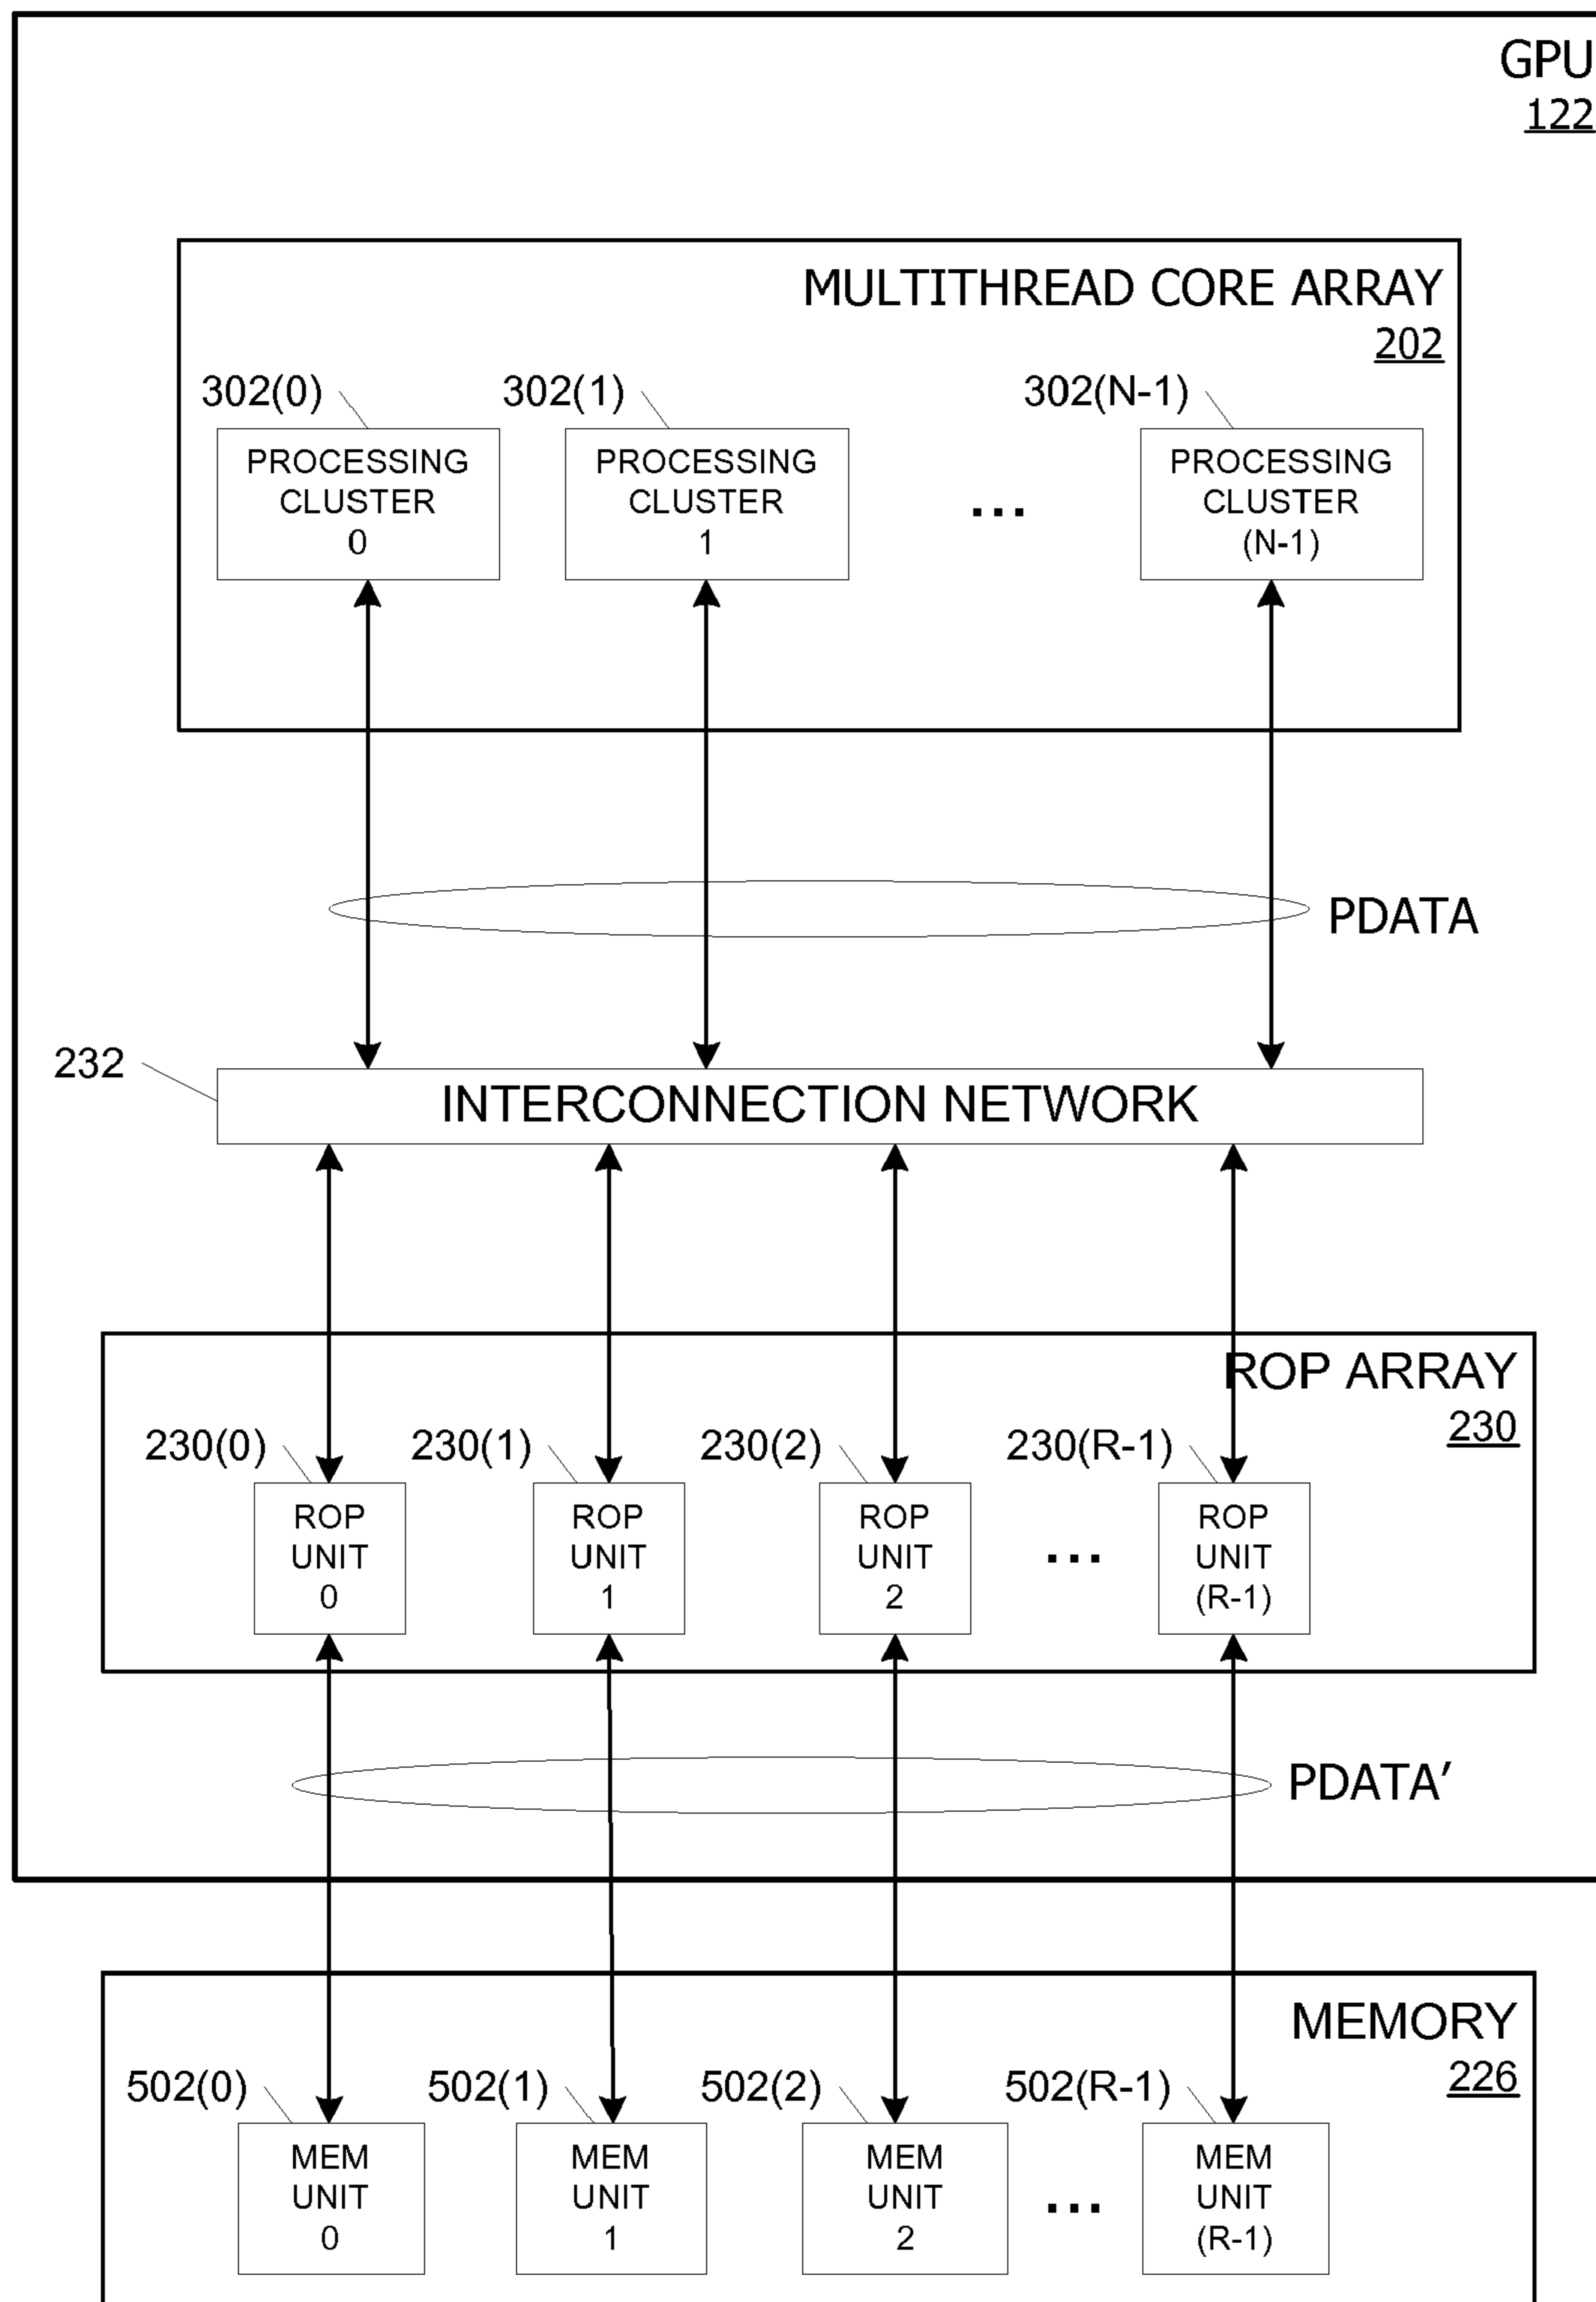 GPU
122
MULTITHREAD CORE ARRAY
202
302(0)
302(1)
302(N-1)
PROCESSING
CLUSTER
0
PROCESSING
CLUSTER
1
...
PROCESSING
CLUSTER
(N-1)
PDATA
232
INTERCONNECTION NETWORK
ROP ARRAY
230
230(0)
230(1)
230(2)
230(R-1)
ROP
UNIT
0
ROP
UNIT
1
ROP
UNIT
2
...
ROP
UNIT
(R-1)
PDATA′
MEMORY
226
502(0)
502(1)
502(2)
502(R-1)
MEM
UNIT
0
MEM
UNIT
1
MEM
UNIT
2
...
MEM
UNIT
(R-1)